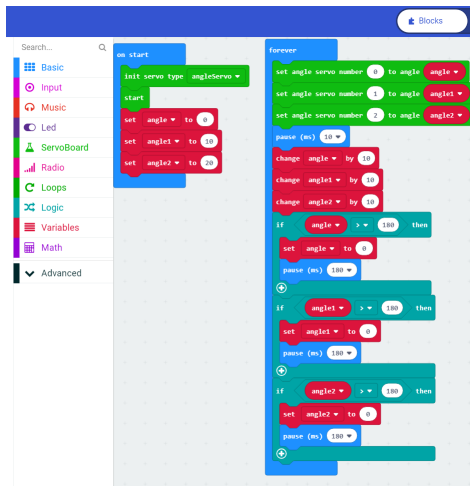 Blocks
Search...
Basic
Input
Music
Led
ServoBoard
Radio
Loops
Logic
Variables
Math
Advanced
on start
init servo type angleServo
start
set angle to 0
set angle1 to 10
set angle2 to 20
forever
set angle servo number 0 to angle angle
set angle servo number 1 to angle angle1
set angle servo number 2 to angle angle2
pause (ms) 10
change angle by 10
change angle1 by 10
change angle2 by 10
if angle > 180 then
set angle to 0
pause (ms) 180
if angle1 > 180 then
set angle1 to 0
pause (ms) 180
if angle2 > 180 then
set angle2 to 0
pause (ms) 180